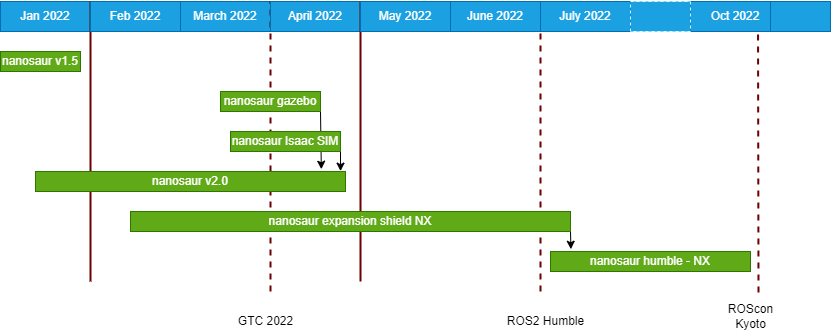 Jan 2022 Feb 2022 March 2022 April 2022 May 2022 June 2022 July 2022 Oct 2022
nanosaur v1.5
nanosaur gazebo
nanosaur Isaac SIM
nanosaur v2.0
nanosaur expansion shield NX
nanosaur humble - NX
GTC 2022
ROS2 Humble
ROScon
Kyoto